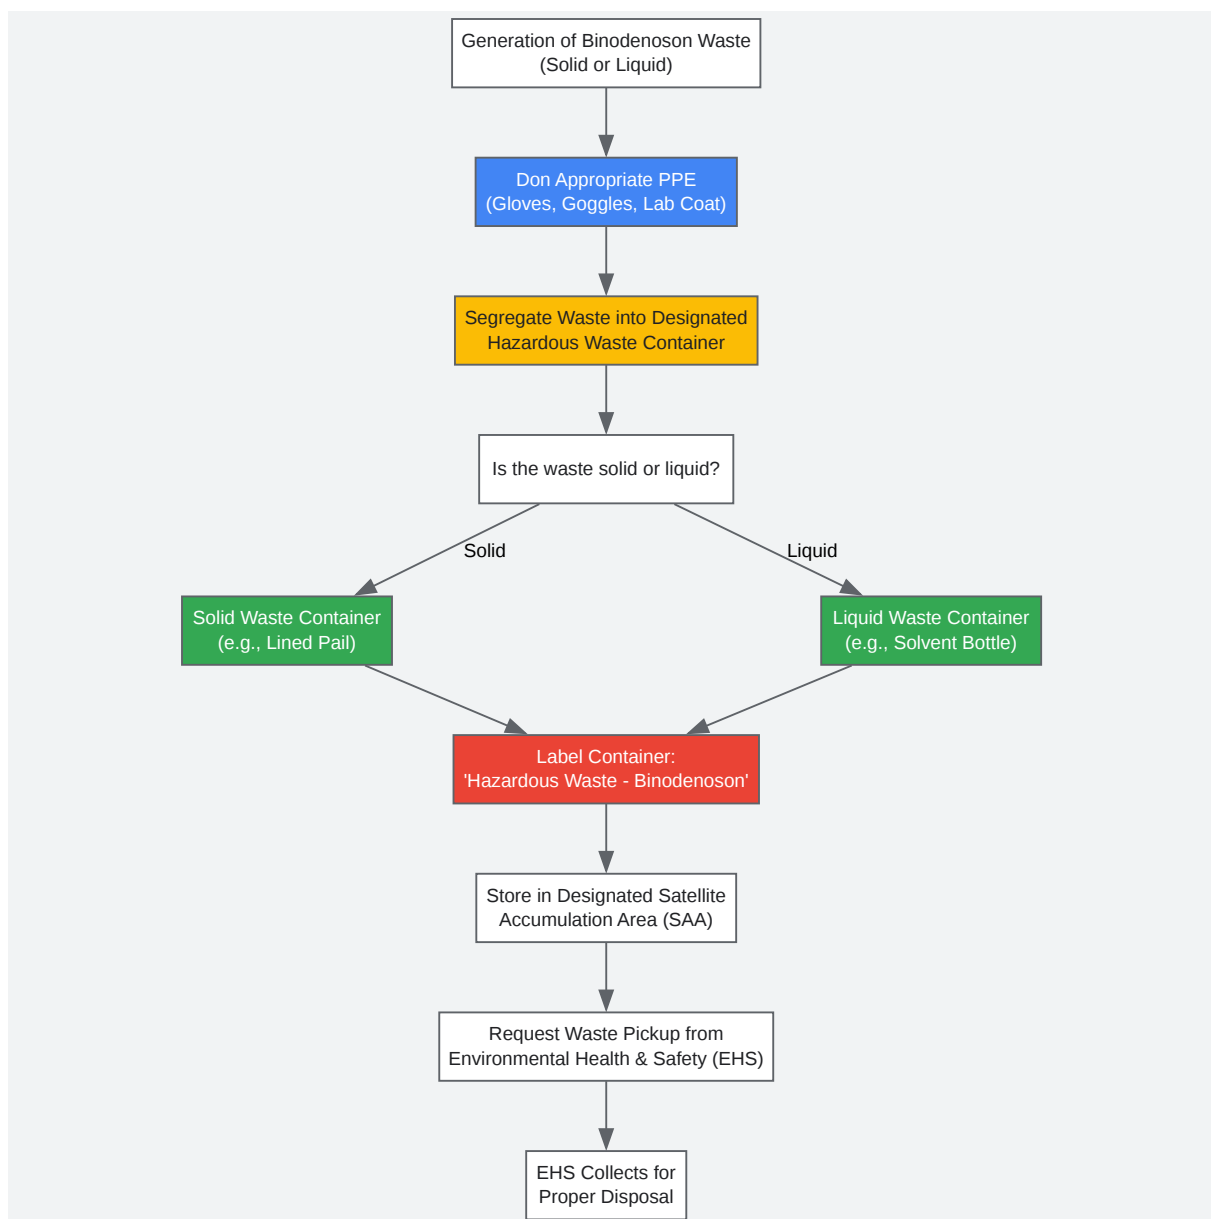 Generation of Binodenoson Waste
(Solid or Liquid)
Don Appropriate PPE
(Gloves, Goggles, Lab Coat)
Segregate Waste into Designated
Hazardous Waste Container
Is the waste solid or liquid?
Solid
Liquid
Solid Waste Container
(e.g., Lined Pail)
Liquid Waste Container
(e.g., Solvent Bottle)
Label Container:
'Hazardous Waste - Binodenoson'
Store in Designated Satellite
Accumulation Area (SAA)
Request Waste Pickup from
Environmental Health & Safety (EHS)
EHS Collects for
Proper Disposal